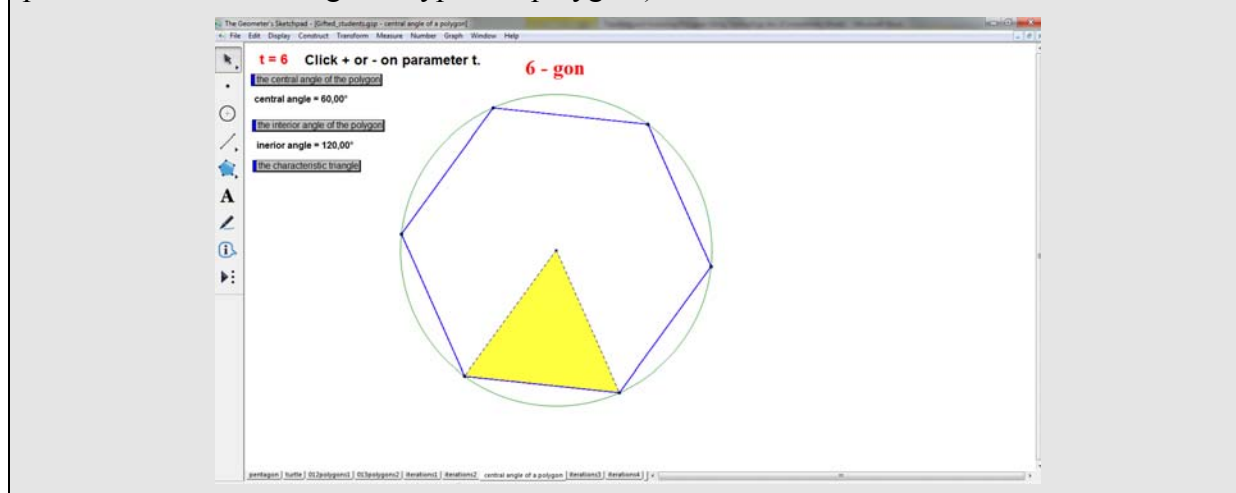 The Geometer's Sketchpad - [Gifted_students.gsp - central angle of a polygon]
File Edit Display Construct Transform Measure Number Graph Window Help
t = 6 Click + or - on parameter t.
6 - gon
the central angle of the polygon
central angle = 60,00°
the interior angle of the polygon
inerior angle = 120,00°
the characteristic triangle
A
pentagon | turtle | 012polygons1 | 013polygons2 | iterations1 | iterations2 | central angle of a polygon | iterations3 | iterations4